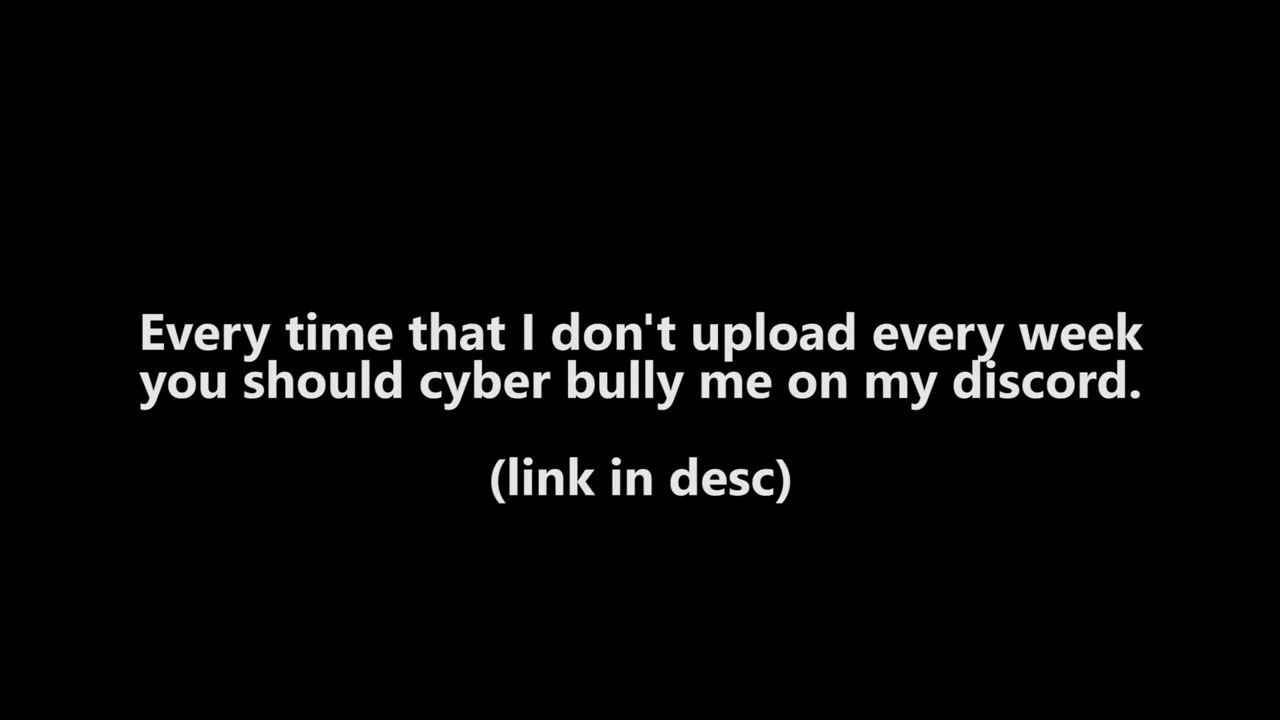 Every time that I don't upload every week
you should cyber bully me on my discord.
(link in desc)